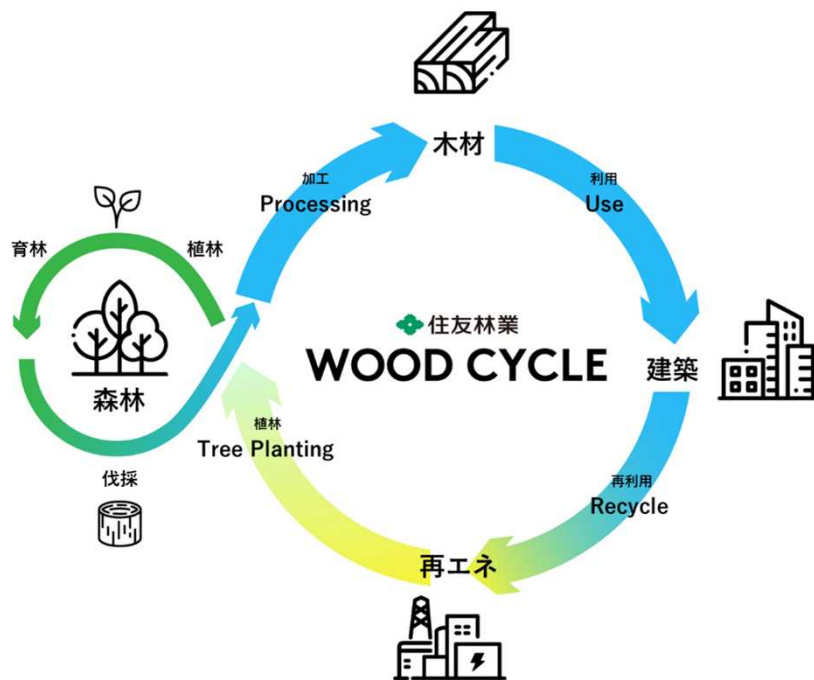 木材
加工
Processing
利用
Use
育林
植林
森林
伐採
住友林業
WOOD CYCLE
建築
植林
Tree Planting
再利用
Recycle
再エネ